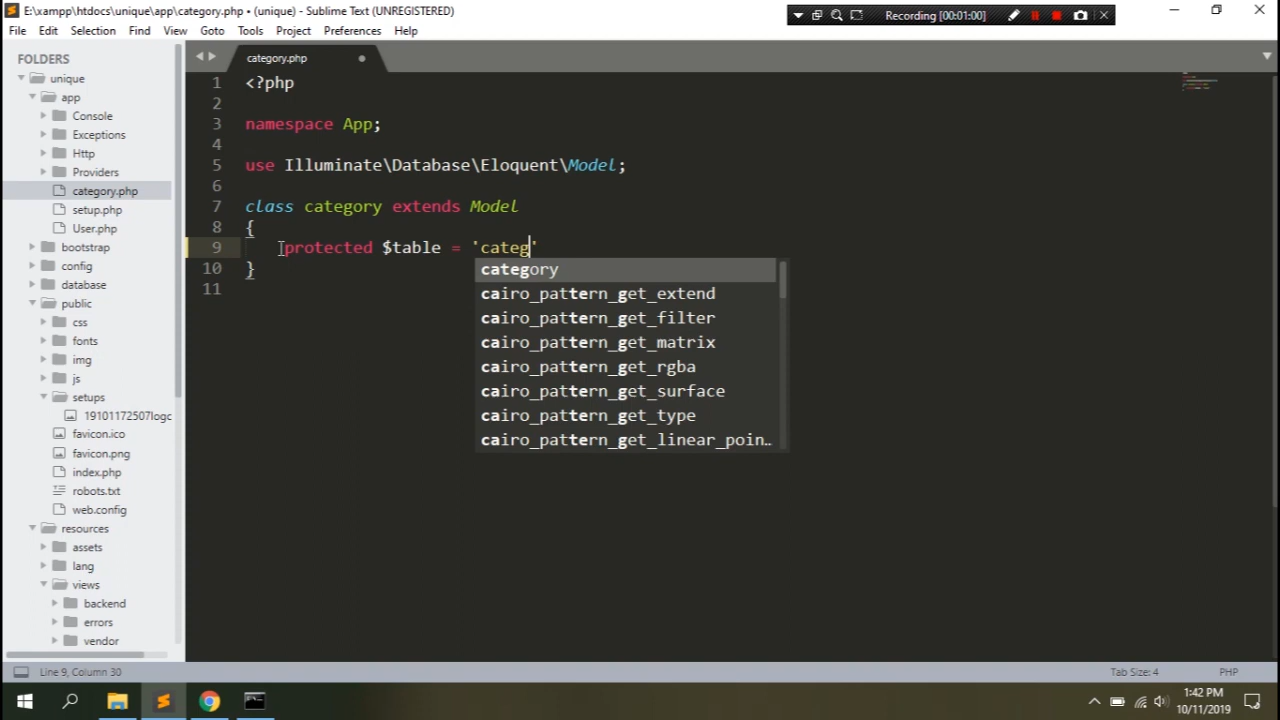 E:\xampp\htdocs\unique\app\category.php • (unique) - Sublime Text (UNREGISTERED)
Recording [00:01:00]
File Edit Selection Find View Goto Tools Project Preferences Help
FOLDERS
unique
app
Console
Exceptions
Http
Providers
category.php
setup.php
User.php
bootstrap
config
database
public
css
fonts
img
js
setups
19101172507logo
favicon.ico
favicon.png
index.php
robots.txt
web.config
resources
assets
lang
views
backend
errors
vendor
category.php
1 <?php
2
3 namespace App;
4
5 use Illuminate\Database\Eloquent\Model;
6
7 class category extends Model
8 {
9 protected $table = 'categ'
10 }
11
category
cairo_pattern_get_extend
cairo_pattern_get_filter
cairo_pattern_get_matrix
cairo_pattern_get_rgba
cairo_pattern_get_surface
cairo_pattern_get_type
cairo_pattern_get_linear_poin…
Line 9, Column 30
Tab Size: 4
PHP
1:42 PM
10/11/2019